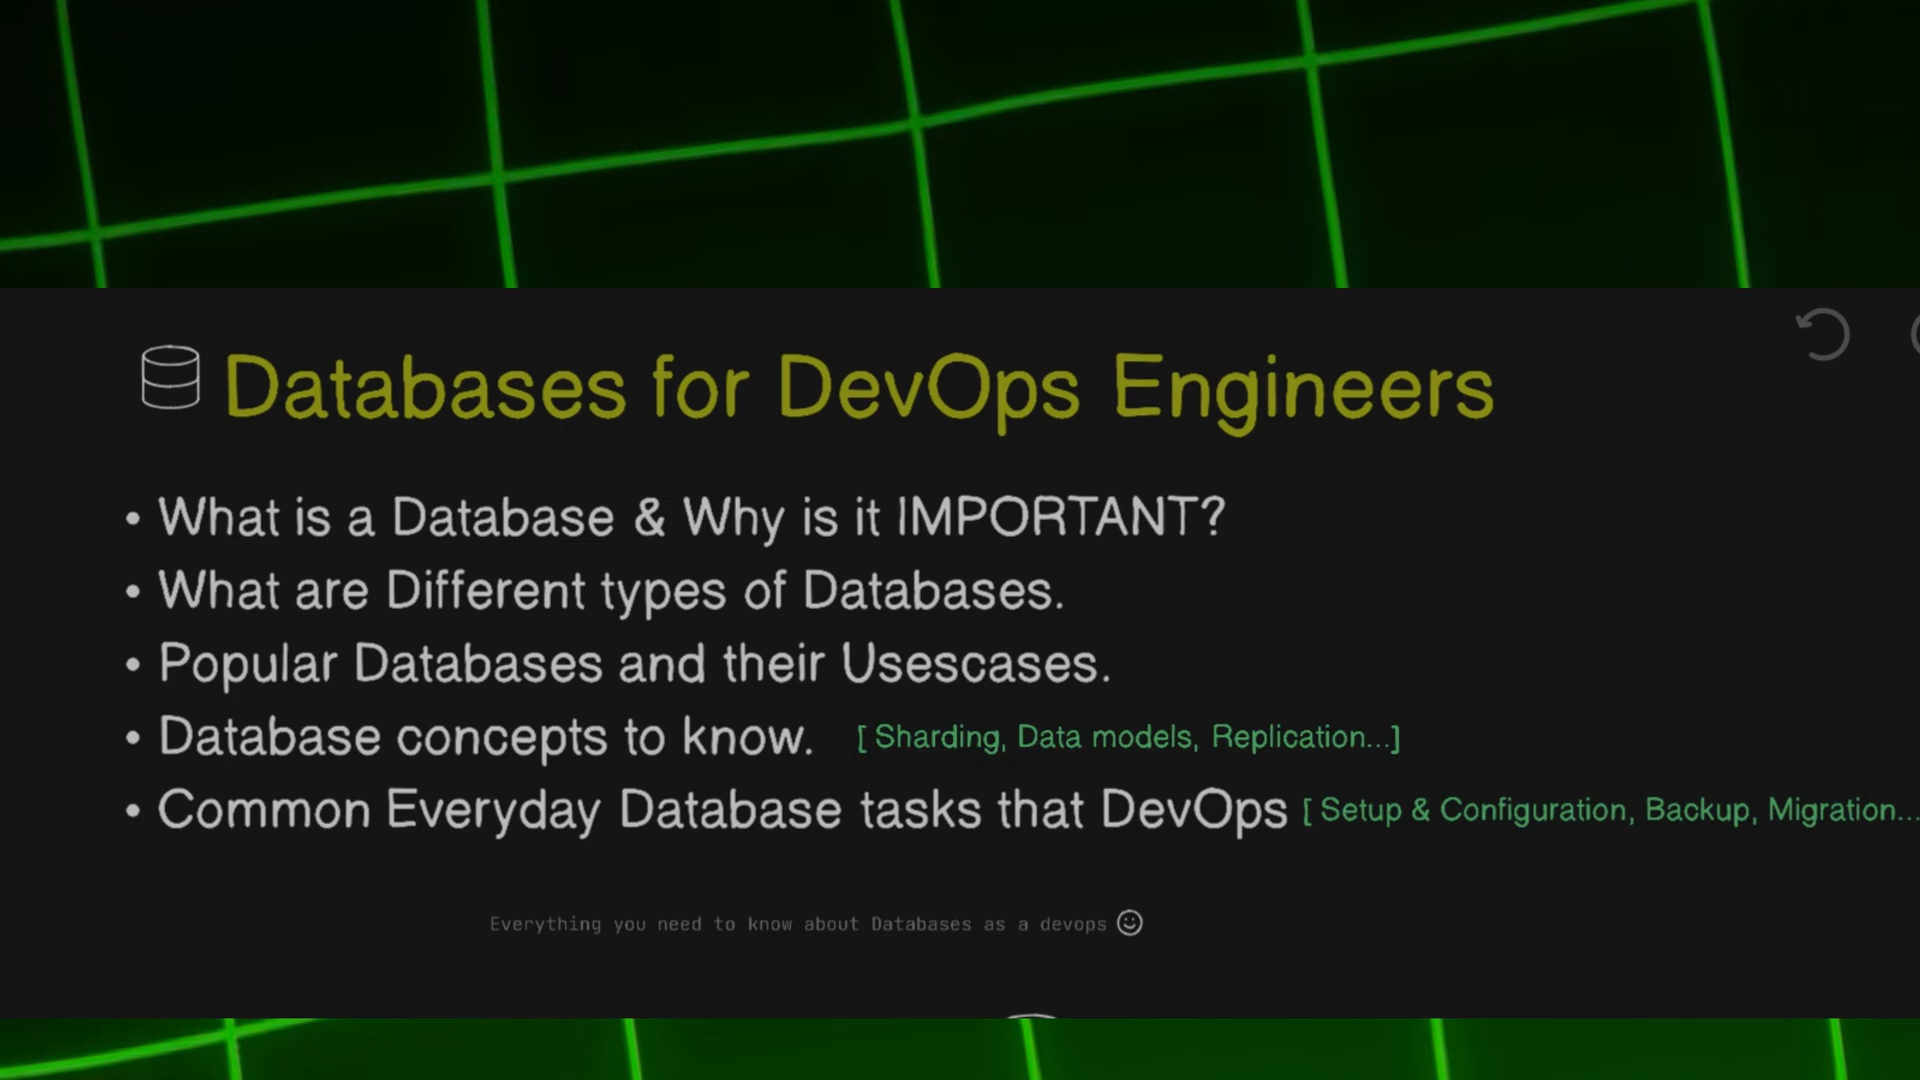 Databases for DevOps Engineers
• What is a Database & Why is it IMPORTANT?
• What are Different types of Databases.
• Popular Databases and their Usescases.
• Database concepts to know. [ Sharding, Data models, Replication...]
• Common Everyday Database tasks that DevOps [ Setup & Configuration, Backup, Migration...
Everything you need to know about Databases as a devops